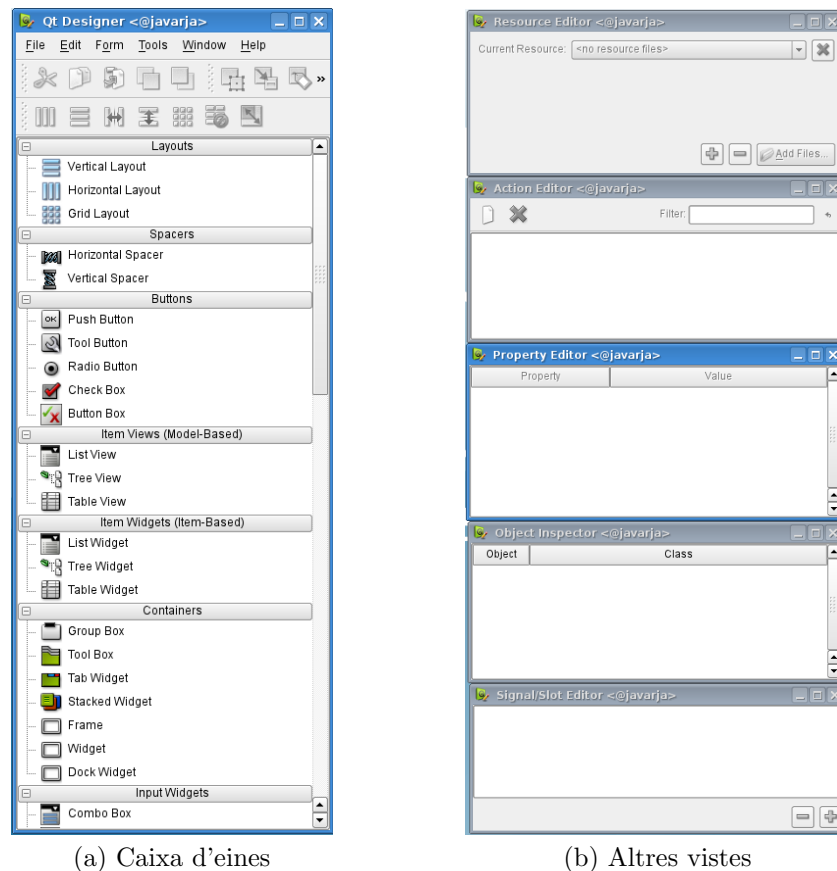 Qt Designer <@javarja>
File Edit Form Tools Window Help
Layouts
Vertical Layout
Horizontal Layout
Grid Layout
Spacers
Horizontal Spacer
Vertical Spacer
Buttons
OK Push Button
Tool Button
Radio Button
Check Box
Button Box
Item Views (Model-Based)
List View
Tree View
Table View
Item Widgets (Item-Based)
List Widget
Tree Widget
Table Widget
Containers
Group Box
Tool Box
Tab Widget
Stacked Widget
Frame
Widget
Dock Widget
Input Widgets
Combo Box
(a) Caixa d'eines
Resource Editor <@javarja>
Current Resource: <no resource files>
Add Files...
Action Editor <@javarja>
Filter:
Property Editor <@javarja>
Property Value
Object Inspector <@javarja>
Object Class
Signal/Slot Editor <@javarja>
(b) Altres vistes